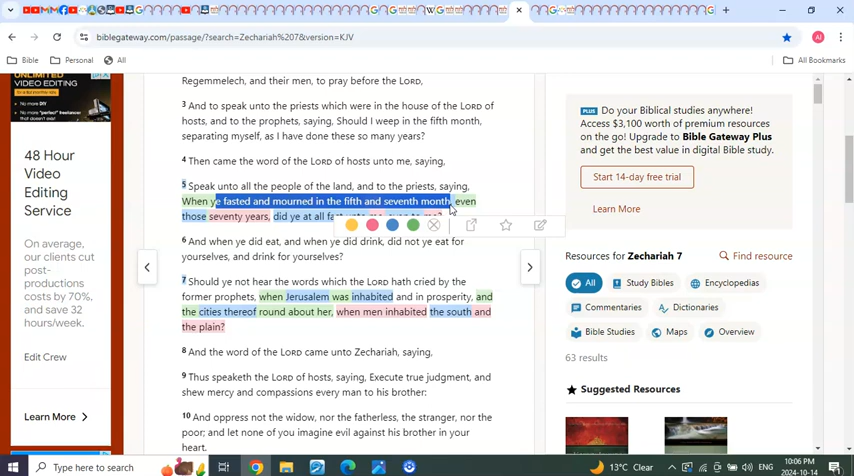 biblegateway.com/passage/?search=Zechariah%207&version=KJV
AI
Bible
Personal
All
All Bookmarks
UNLIMITED
VIDEO EDITING
48 Hour
Video
Editing
Service
On average,
our clients cut
post-
productions
costs by 70%,
and save 32
hours/week.
Edit Crew
Learn More
Regemmelech, and their men, to pray before the LORD,
3 And to speak unto the priests which were in the house of the LORD of
hosts, and to the prophets, saying, Should I weep in the fifth month,
separating myself, as I have done these so many years?
4 Then came the word of the LORD of hosts unto me, saying,
5 Speak unto all the people of the land, and to the priests, saying,
When ye fasted and mourned in the fifth and seventh month, even
those seventy years, did ye at all fast unto me, even to me?
6 And when ye did eat, and when ye did drink, did not ye eat for
yourselves, and drink for yourselves?
7 Should ye not hear the words which the LORD hath cried by the
former prophets, when Jerusalem was inhabited and in prosperity, and
the cities thereof round about her, when men inhabited the south and
the plain?
8 And the word of the LORD came unto Zechariah, saying,
9 Thus speaketh the LORD of hosts, saying, Execute true judgment, and
shew mercy and compassions every man to his brother:
10 And oppress not the widow, nor the fatherless, the stranger, nor the
poor; and let none of you imagine evil against his brother in your
heart.
PLUS Do your Biblical studies anywhere!
Access $3,100 worth of premium resources
on the go! Upgrade to Bible Gateway Plus
and get the best value in digital Bible study.
Start 14-day free trial
Learn More
Resources for Zechariah 7
Find resource
All
Study Bibles
Encyclopedias
Commentaries
Dictionaries
Bible Studies
Maps
Overview
63 results
Suggested Resources
Type here to search
13°C Clear
ENG
10:06 PM
2024-10-14